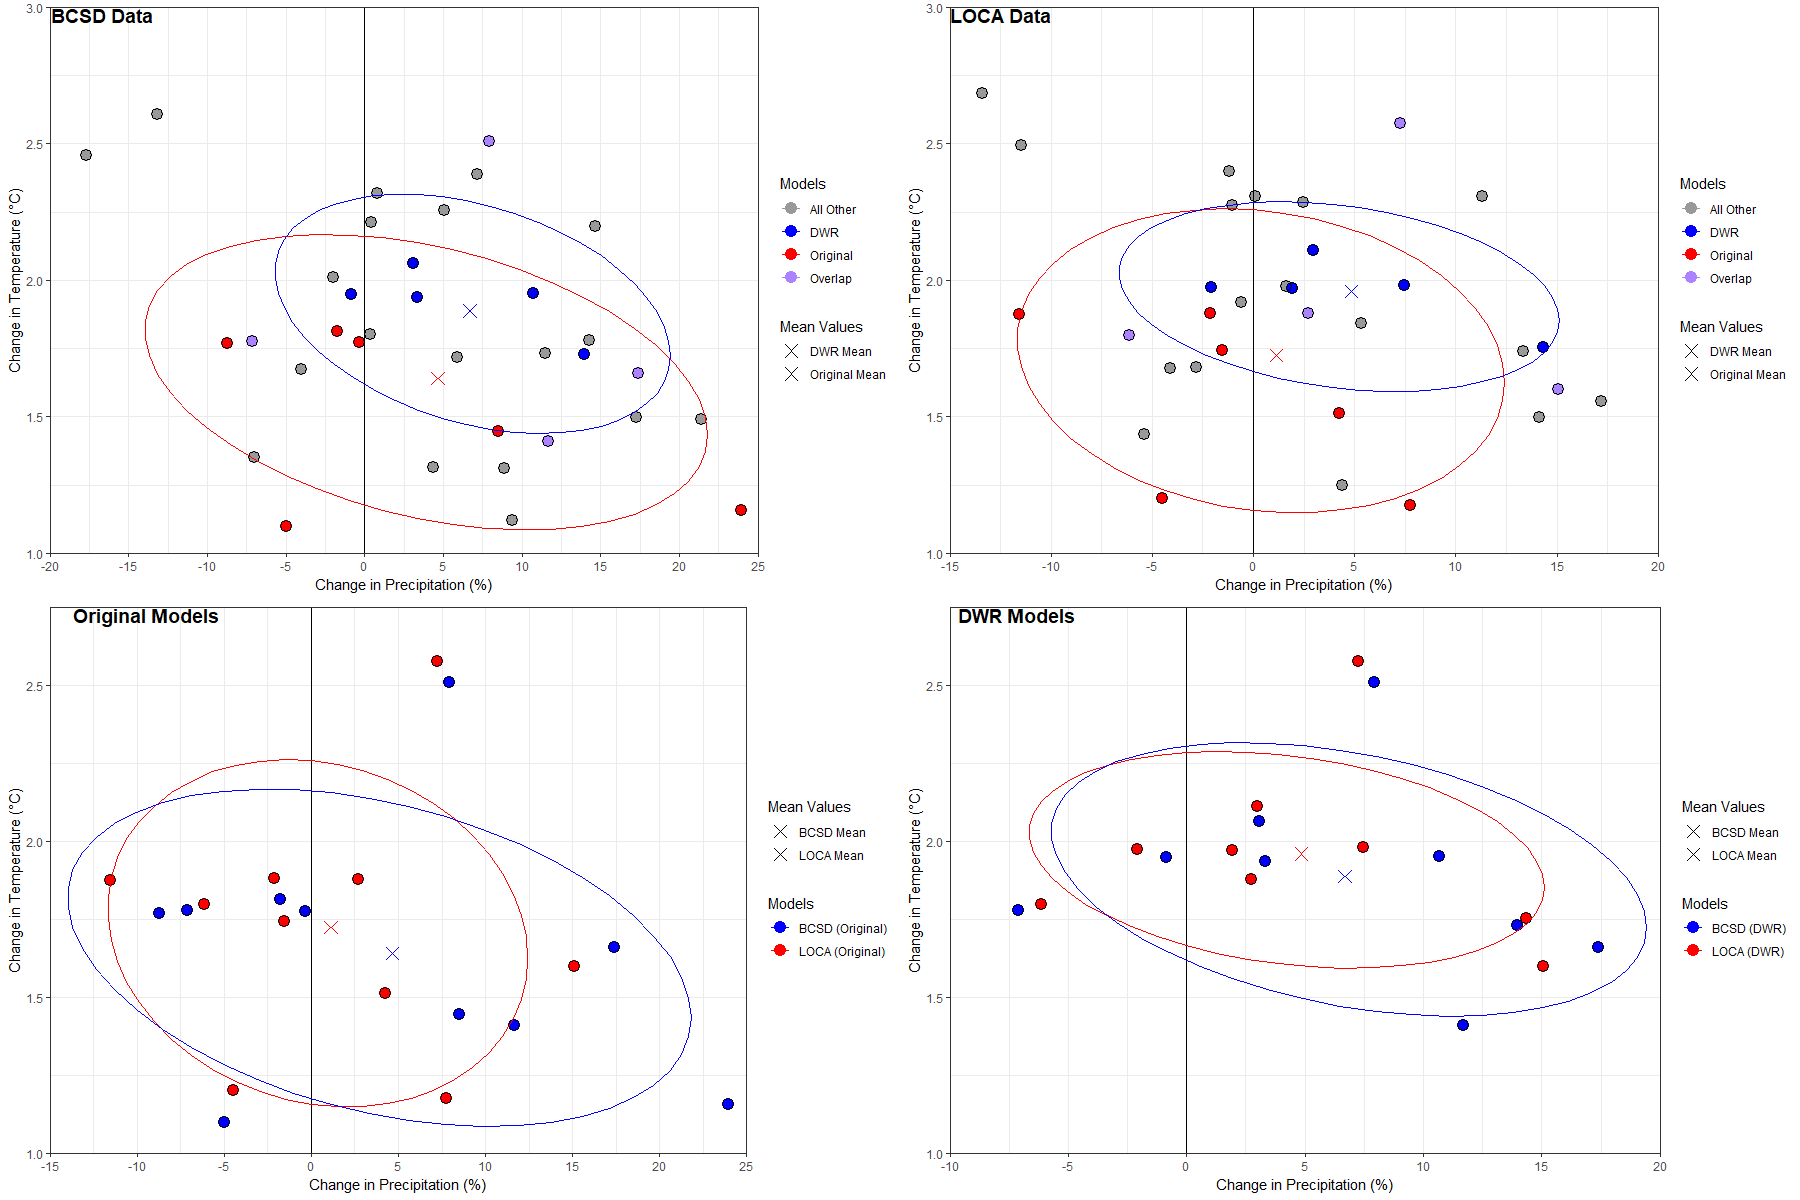 BCSD Data
3.0
2.5
2.0
1.5
1.0
Change in Temperature (°C)
-20 -15 -10 -5 0 5 10 15 20 25
Change in Precipitation (%)
Models
All Other
DWR
Original
Overlap
Mean Values
DWR Mean
Original Mean
LOCA Data
3.0
2.5
2.0
1.5
1.0
Change in Temperature (°C)
-15 -10 -5 0 5 10 15 20
Change in Precipitation (%)
Models
All Other
DWR
Original
Overlap
Mean Values
DWR Mean
Original Mean
Original Models
2.5
2.0
1.5
1.0
Change in Temperature (°C)
-15 -10 -5 0 5 10 15 20 25
Change in Precipitation (%)
Mean Values
BCSD Mean
LOCA Mean
Models
BCSD (Original)
LOCA (Original)
DWR Models
2.5
2.0
1.5
1.0
Change in Temperature (°C)
-10 -5 0 5 10 15 20
Change in Precipitation (%)
Mean Values
BCSD Mean
LOCA Mean
Models
BCSD (DWR)
LOCA (DWR)